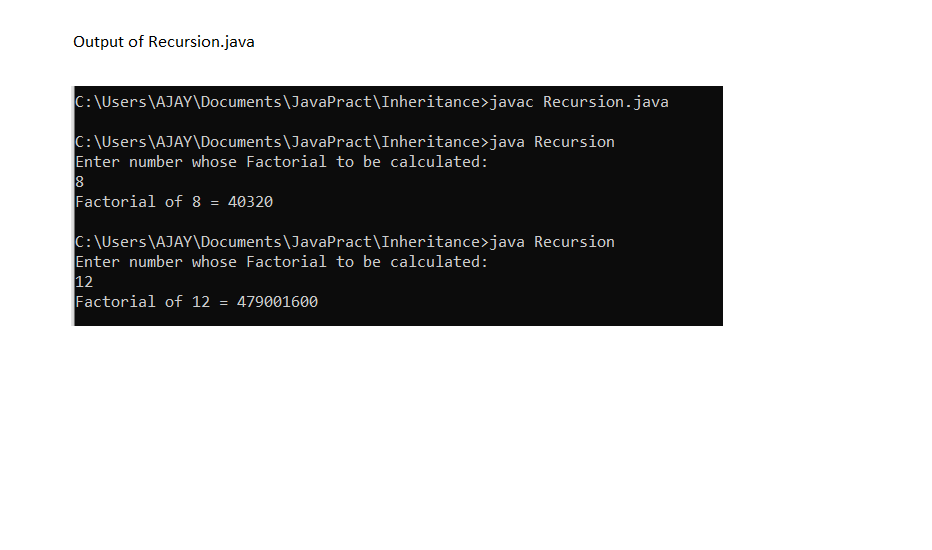 Output of Recursion.java
C:\Users\AJAY\Documents\JavaPract\Inheritance>javac Recursion.java
C:\Users\AJAY\Documents\JavaPract\Inheritance>java Recursion
Enter number whose Factorial to be calculated:
8
Factorial of 8 = 40320
C:\Users\AJAY\Documents\JavaPract\Inheritance>java Recursion
Enter number whose Factorial to be calculated:
12
Factorial of 12 = 479001600